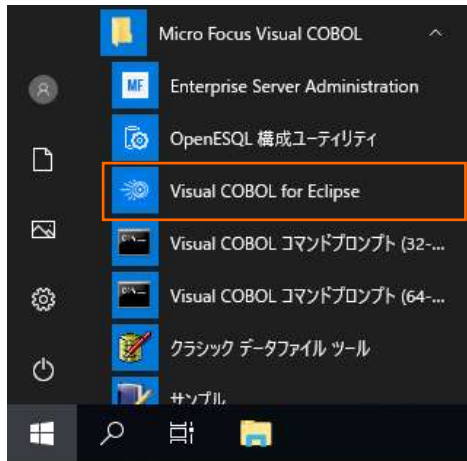 Micro Focus Visual COBOL
MF
Enterprise Server Administration
OpenESQL 構成ユーティリティ
Visual COBOL for Eclipse
Visual COBOL コマンドプロンプト (32-...
Visual COBOL コマンドプロンプト (64-...
クラシック データファイル ツール
サンプル